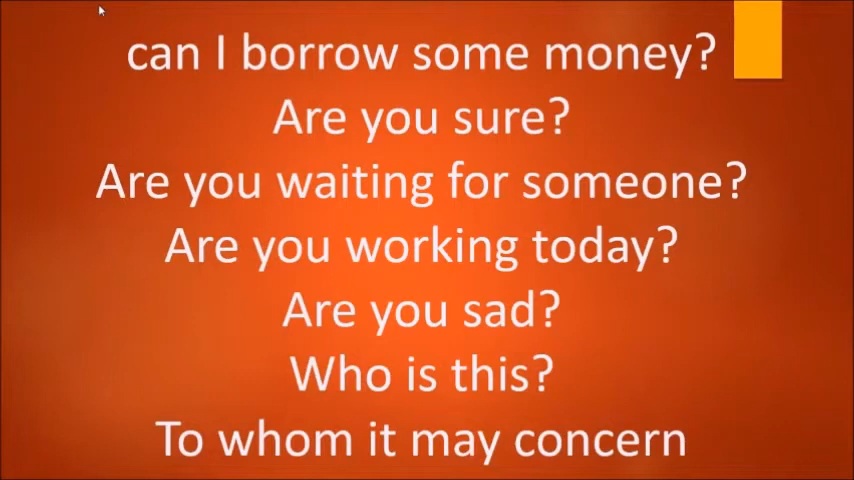 can I borrow some money?
Are you sure?
Are you waiting for someone?
Are you working today?
Are you sad?
Who is this?
To whom it may concern